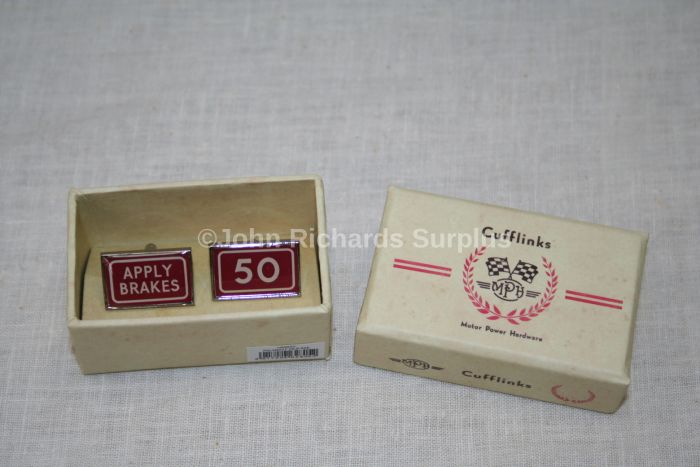 ©John Richards Surplus
APPLY
BRAKES
50
Cufflinks
MPH
Motor Power Hardware
MPH
Cufflinks